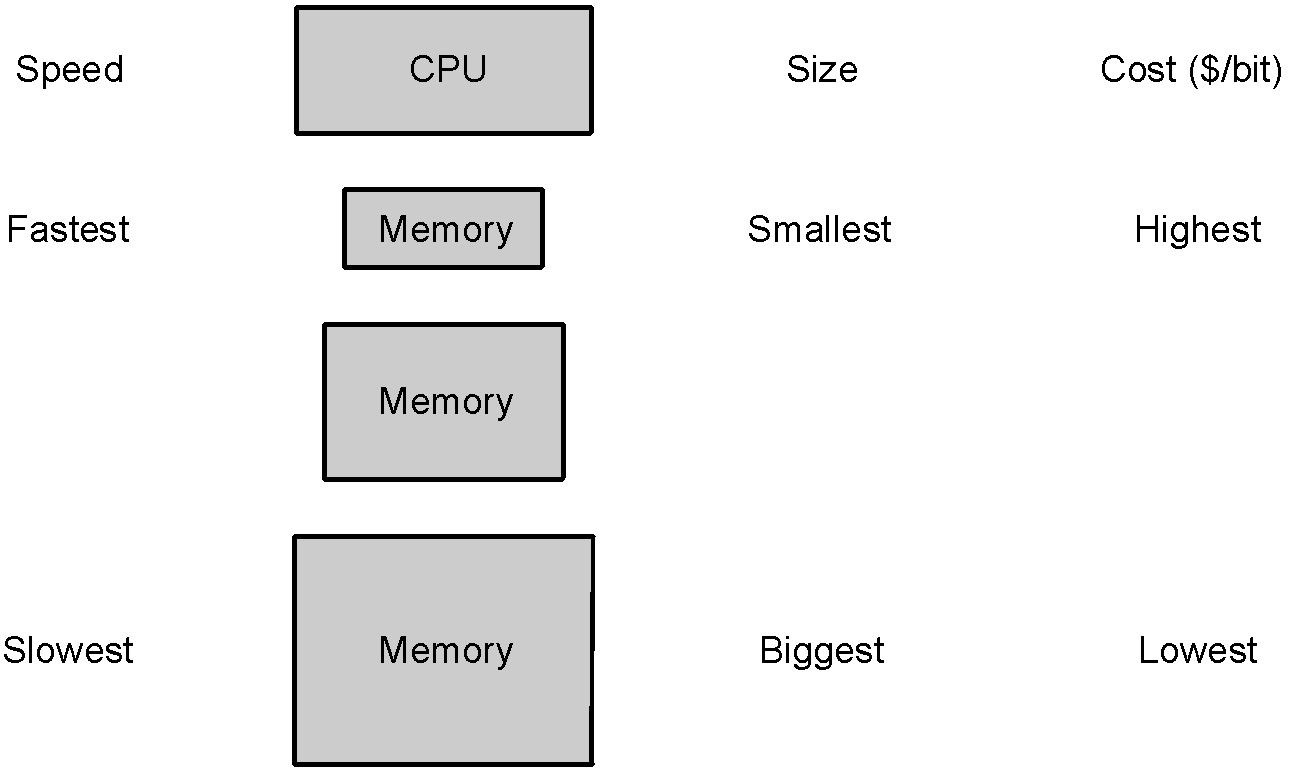 Speed CPU Size Cost ($/bit)
Fastest Memory Smallest Highest
Memory
Slowest Memory Biggest Lowest